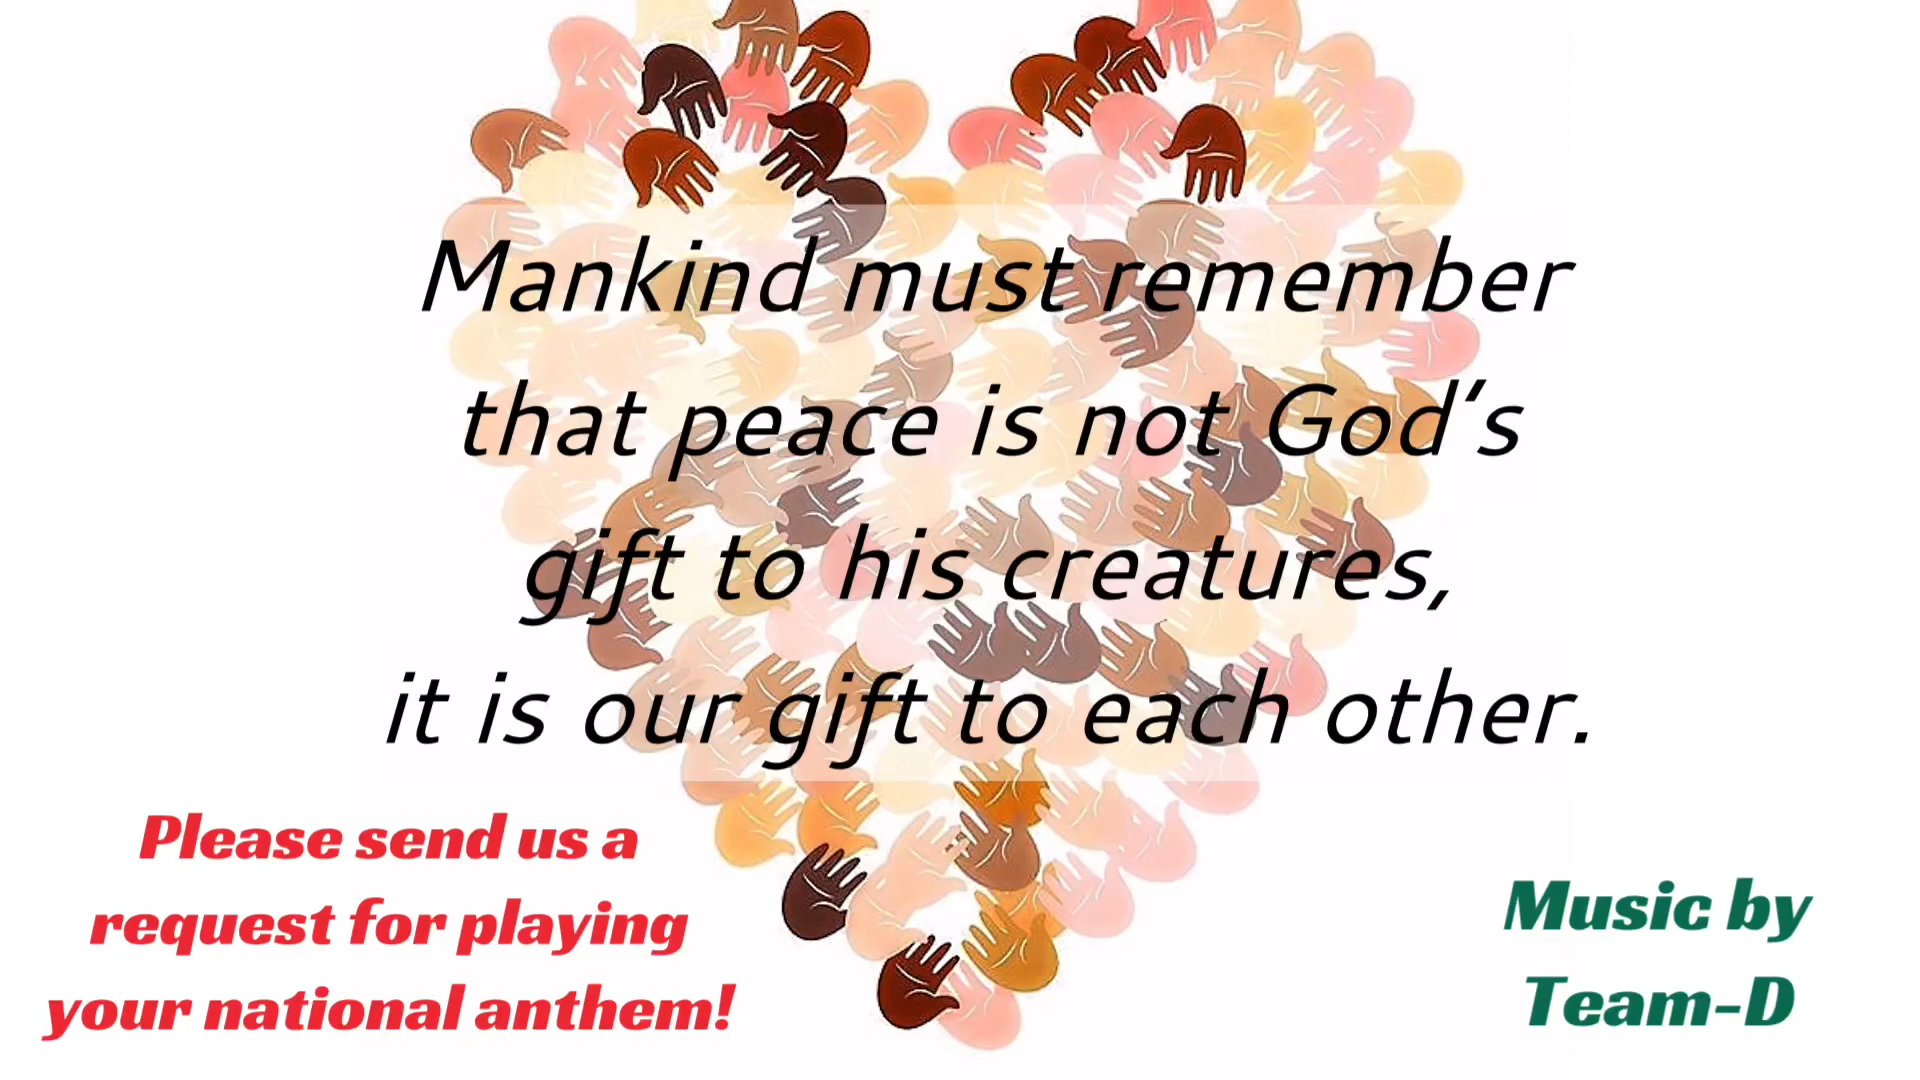 Mankind must remember
that peace is not God's
gift to his creatures,
it is our gift to each other.
Please send us a
request for playing
your national anthem!
Music by
Team-D